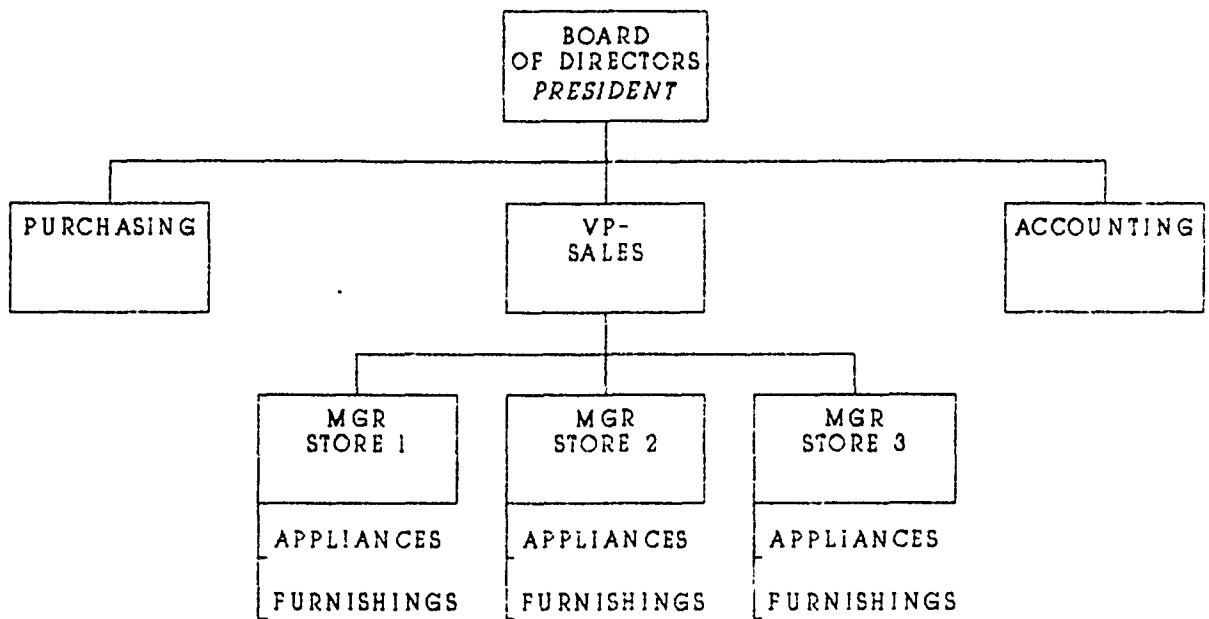 BOARD
OF DIRECTORS
PRESIDENT
PURCHASING
VP-
SALES
ACCOUNTING
MGR
STORE 1
MGR
STORE 2
MGR
STORE 3
APPLIANCES
APPLIANCES
APPLIANCES
FURNISHINGS
FURNISHINGS
FURNISHINGS